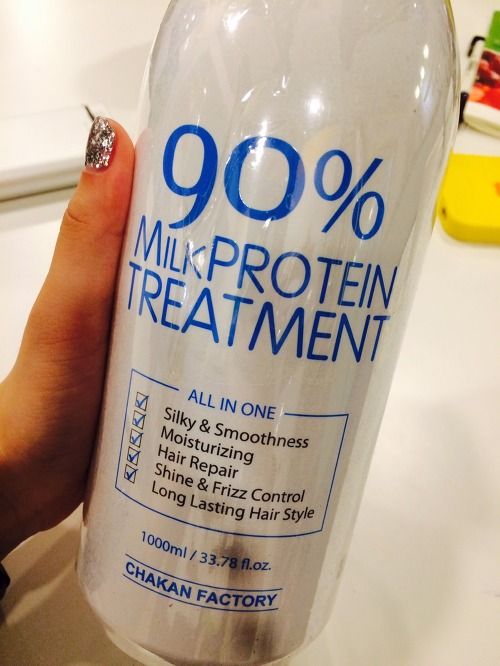 90%
MILKPROTEIN
TREATMENT
ALL IN ONE
Silky & Smoothness
Moisturizing
Hair Repair
Shine & Frizz Control
Long Lasting Hair Style
1000ml / 33.78 fl.oz.
CHAKAN FACTORY